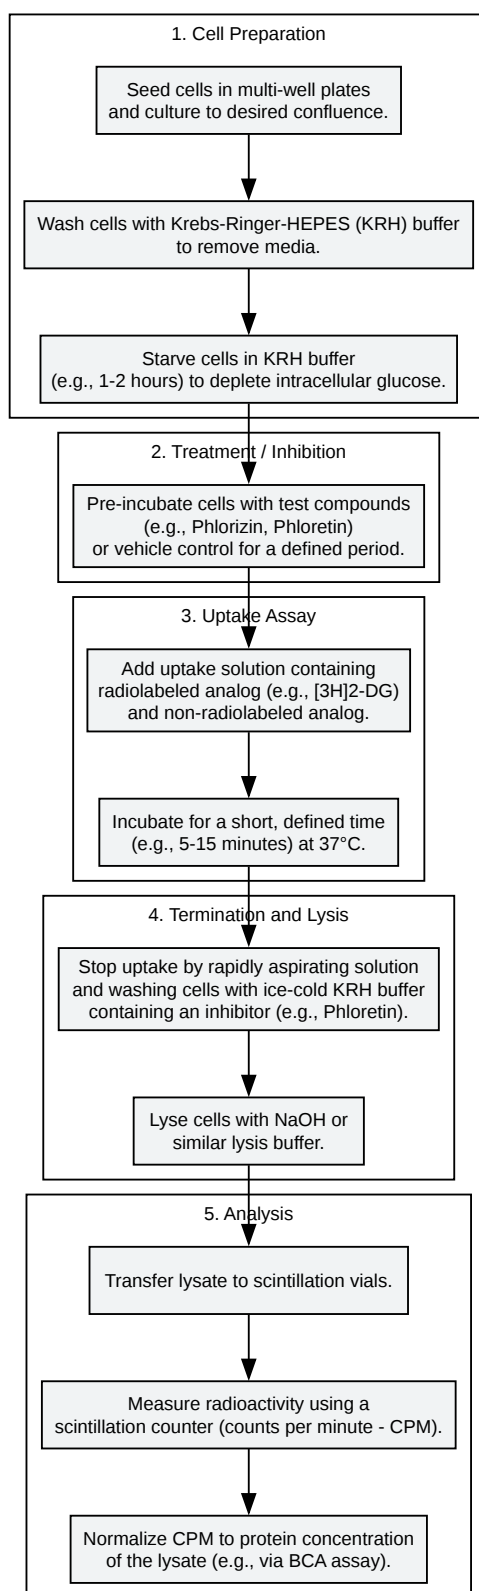 1. Cell Preparation
Seed cells in multi-well plates
and culture to desired confluence.
Wash cells with Krebs-Ringer-HEPES (KRH) buffer
to remove media.
Starve cells in KRH buffer
(e.g., 1-2 hours) to deplete intracellular glucose.
2. Treatment / Inhibition
Pre-incubate cells with test compounds
(e.g., Phlorizin, Phloretin)
or vehicle control for a defined period.
3. Uptake Assay
Add uptake solution containing
radiolabeled analog (e.g., [3H]2-DG)
and non-radiolabeled analog.
Incubate for a short, defined time
(e.g., 5-15 minutes) at 37°C.
4. Termination and Lysis
Stop uptake by rapidly aspirating solution
and washing cells with ice-cold KRH buffer
containing an inhibitor (e.g., Phloretin).
Lyse cells with NaOH or
similar lysis buffer.
5. Analysis
Transfer lysate to scintillation vials.
Measure radioactivity using a
scintillation counter (counts per minute - CPM).
Normalize CPM to protein concentration
of the lysate (e.g., via BCA assay).